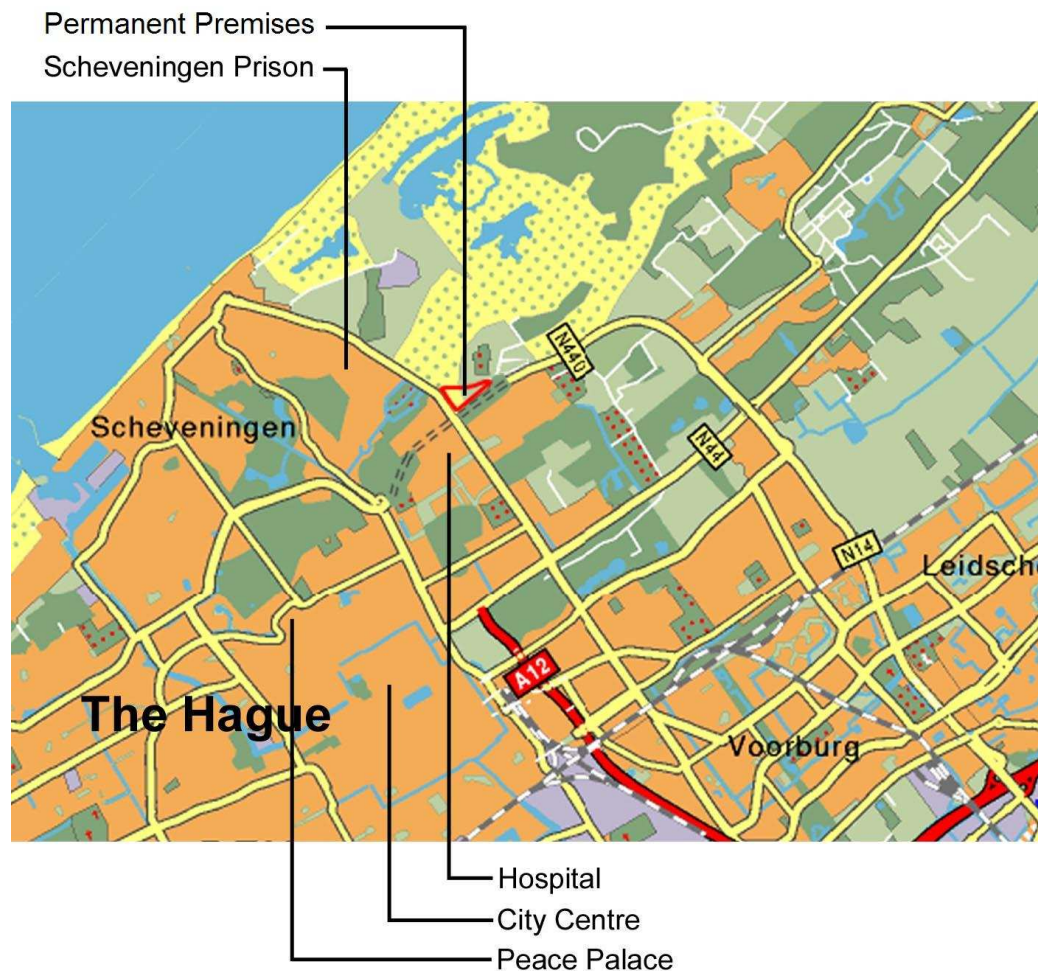 Permanent Premises
Scheveningen Prison
N440
Scheveningen
N44
N14
Leidsche
A12
The Hague
Voorburg
Hospital
City Centre
Peace Palace